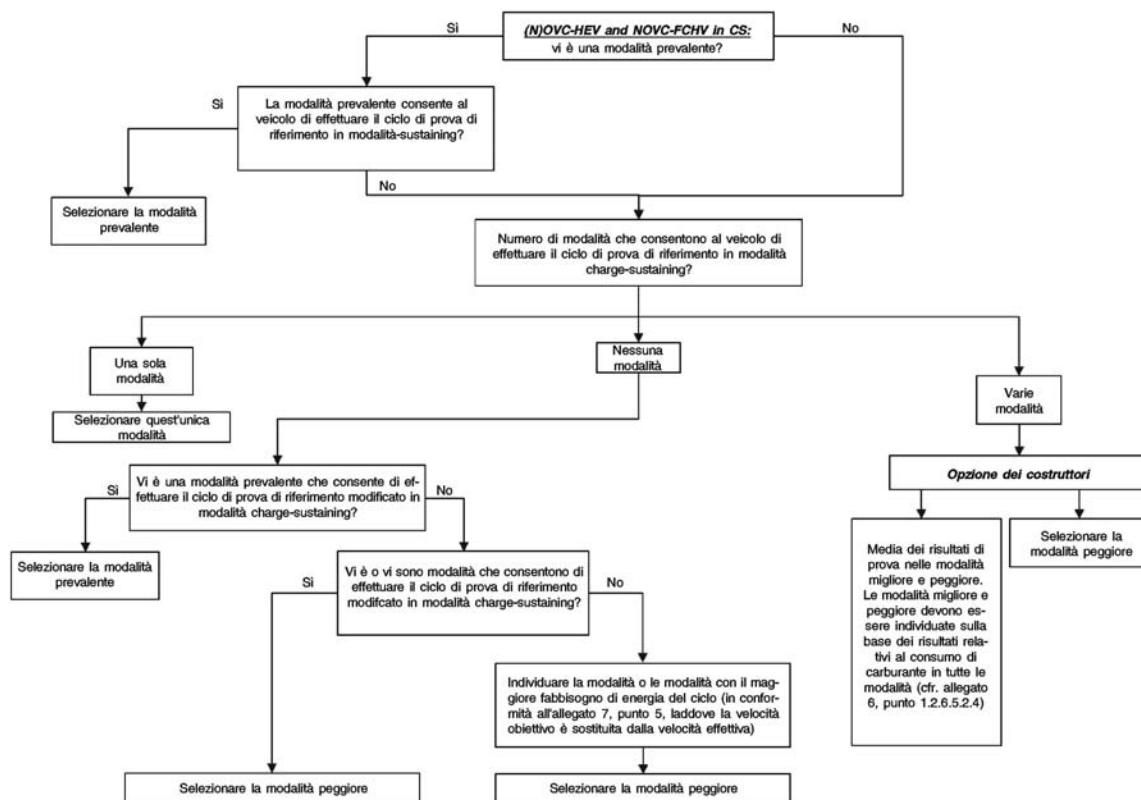 (N)OVC-HEV and NOVC-FCHV in CS:
vi è una modalità prevalente?
Sì
No
La modalità prevalente consente al
veicolo di effettuare il ciclo di prova di
riferimento in modalità-sustaining?
Sì
No
Selezionare la modalità
prevalente
Numero di modalità che consentono al veicolo di
effettuare il ciclo di prova di riferimento in modalità
charge-sustaining?
Una sola
modalità
Selezionare quest'unica
modalità
Nessuna
modalità
Varie
modalità
Vi è una modalità prevalente che consente di ef-
fettuare il ciclo di prova di riferimento modificato in
modalità charge-sustaining?
Sì
No
Selezionare la modalità
prevalente
Vi è o vi sono modalità che consentono di
effettuare il ciclo di prova di riferimento
modifcato in modalità charge-sustaining?
Sì
No
Individuare la modalità o le modalità con il mag-
giore fabbisogno di energia del ciclo (in confor-
mità all'allegato 7, punto 5, laddove la velocità
obiettivo è sostituita dalla velocità effettiva)
Selezionare la modalità peggiore
Selezionare la modalità peggiore
Opzione dei costruttori
Media dei risultati di
prova nelle modalità
migliore e peggiore.
Le modalità migliore e
peggiore devono es-
sere individuate sulla
base dei risultati rela-
tivi al consumo di
carburante in tutte le
modalità (cfr. allegato
6, punto 1.2.6.5.2.4)
Selezionare la
modalità peggiore